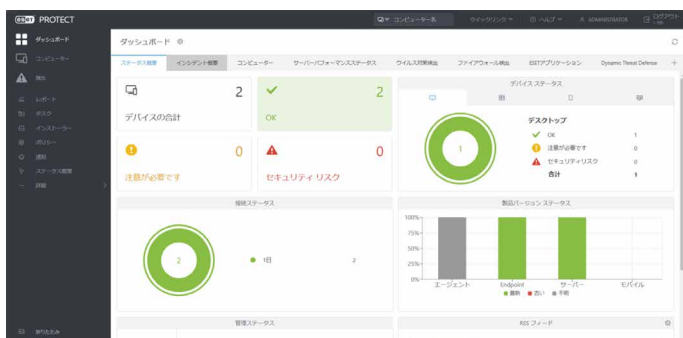 eset PROTECT
コンピューター名
クイックリンク
ヘルプ
ADMINISTRATOR
ログアウト
ダッシュボード
コンピューター
検出
レポート
タスク
インストーラー
ポリシー
通知
ステータス概要
詳細
折りたたみ
ダッシュボード
ステータス概要
インシデント概要
コンピューター
サーバーパフォーマンスステータス
ウイルス対策検出
ファイアウォール検出
ESETアプリケーション
Dynamic Threat Defense
2
デバイスの合計
2
OK
0
注意が必要です
0
セキュリティ リスク
デバイス ステータス
1
デスクトップ
OK 1
注意が必要です 0
セキュリティリスク 0
合計 1
接続ステータス
2
1日 2
製品バージョン ステータス
100%
75%
50%
25%
0%
エージェント Endpoint サーバー モバイル
最新 古い 不明
管理ステータス
RSS フィード